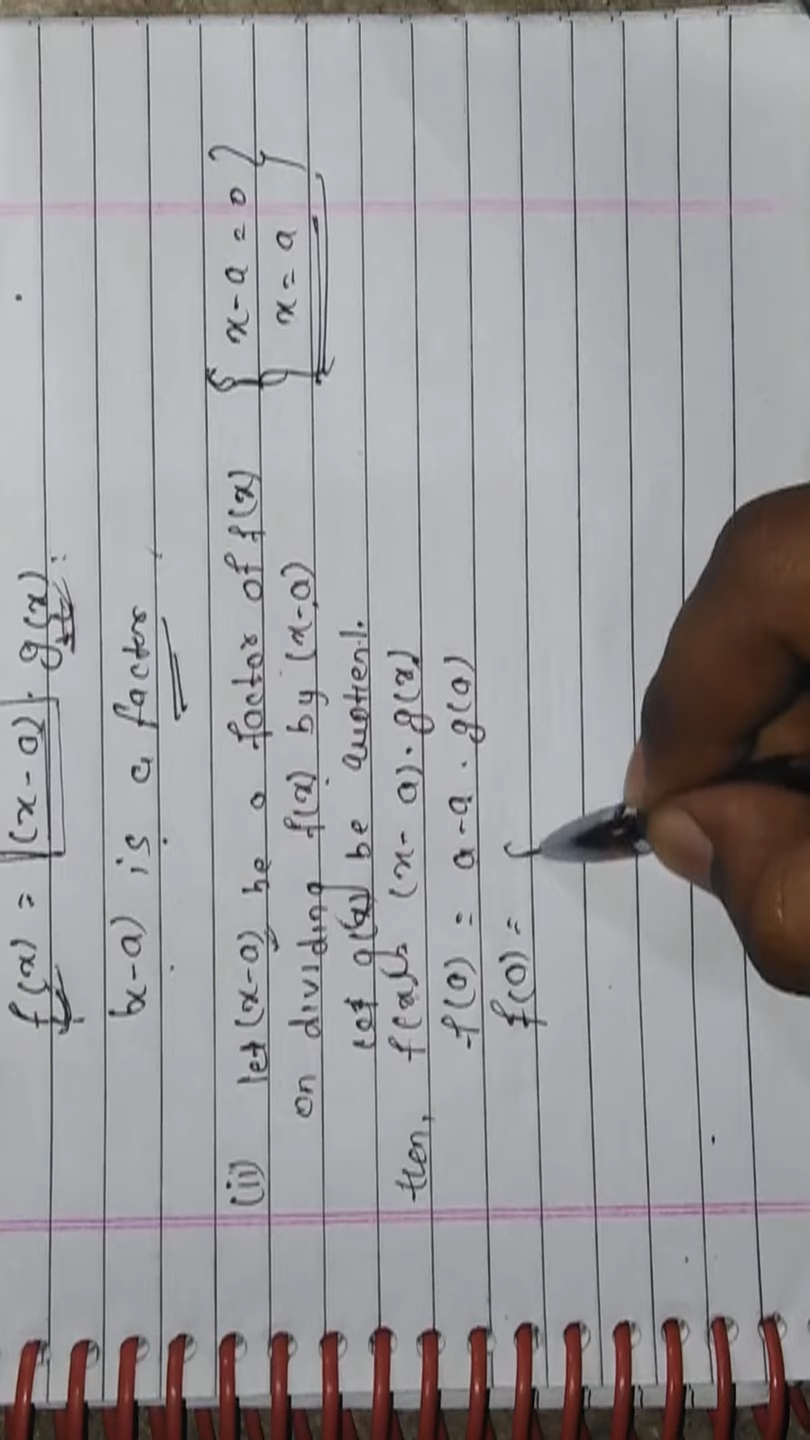 f(x) = (x-a). g(x) :
(x-a) is a factor.
(ii) let (x-a) be a factor of f(x) { x-a = 0 }
on dividing f(x) by (x-a) { x = a }
let g(x) be quotient.
then, f(x) = (x-a). g(x)
f(a) = a-a . g(a)
f(a) = (